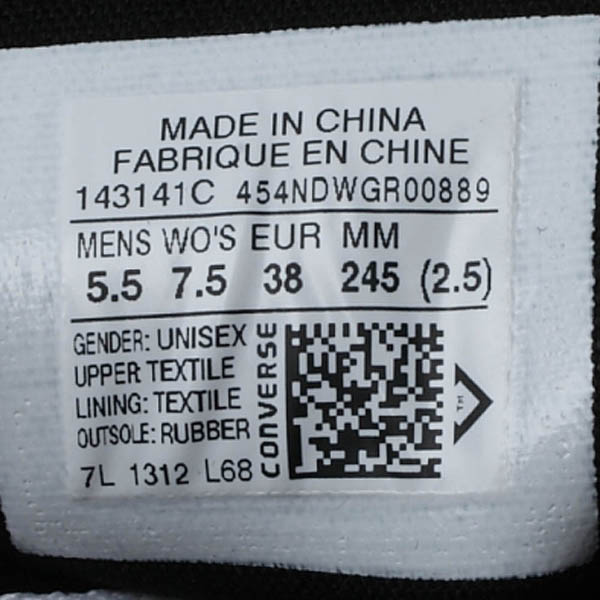 MADE IN CHINA
FABRIQUE EN CHINE
143141C 454NDWGR00889
MENS WO'S EUR MM
5.5 7.5 38 245 (2.5)
GENDER: UNISEX
UPPER TEXTILE
LINING: TEXTILE
OUTSOLE: RUBBER
7L 1312 L68
CONVERSE
TM